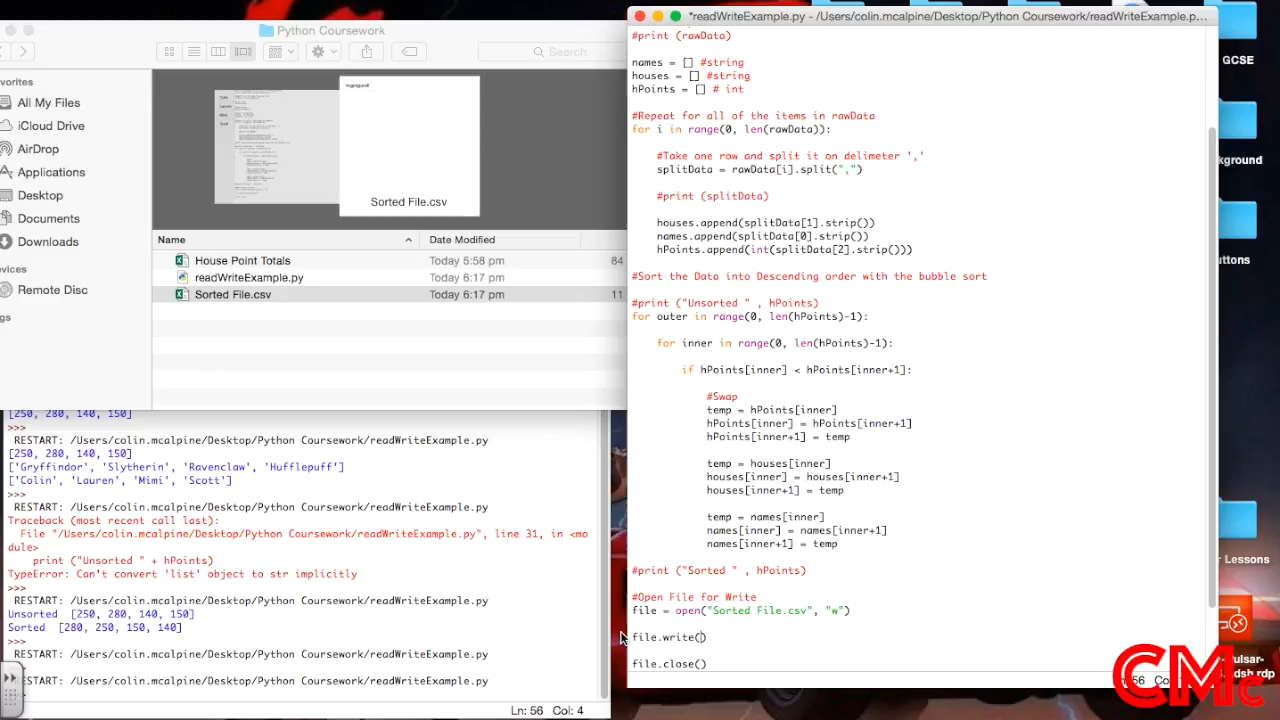 Python Coursework
Search
avorites
All My Files
iCloud Drive
AirDrop
Applications
Desktop
Documents
Downloads
evices
Remote Disc
gs
Sorted File.csv
Name
Date Modified
House Point Totals
Today 5:58 pm
84
readWriteExample.py
Today 6:17 pm
Sorted File.csv
Today 6:17 pm
11
[250, 280, 140, 150]
>>>
RESTART: /Users/colin.mcalpine/Desktop/Python Coursework/readWriteExample.py
[250, 280, 140, 150]
['Gryffindor', 'Slytherin', 'Ravenclaw', 'Hufflepuff']
['Colin', 'Lauren', 'Mimi', 'Scott']
>>>
RESTART: /Users/colin.mcalpine/Desktop/Python Coursework/readWriteExample.py
Traceback (most recent call last):
File "/Users/colin.mcalpine/Desktop/Python Coursework/readWriteExample.py", line 31, in <mo
dule>
print ("Unsorted " + hPoints)
TypeError: Can't convert 'list' object to str implicitly
>>>
RESTART: /Users/colin.mcalpine/Desktop/Python Coursework/readWriteExample.py
Unsorted [250, 280, 140, 150]
Sorted [280, 250, 150, 140]
>>>
RESTART: /Users/colin.mcalpine/Desktop/Python Coursework/readWriteExample.py
>>>
RESTART: /Users/colin.mcalpine/Desktop/Python Coursework/readWriteExample.py
Ln: 56 Col: 4
*readWriteExample.py - /Users/colin.mcalpine/Desktop/Python Coursework/readWriteExample.p...
#print (rawData)
names = [] #string
houses = [] #string
hPoints = [] # int
#Repeat for all of the items in rawData
for i in range(0, len(rawData)):
#Take one row and split it on delimeter ','
splitData = rawData[i].split(",")
#print (splitData)
houses.append(splitData[1].strip())
names.append(splitData[0].strip())
hPoints.append(int(splitData[2].strip()))
#Sort the Data into Descending order with the bubble sort
#print ("Unsorted " , hPoints)
for outer in range(0, len(hPoints)-1):
for inner in range(0, len(hPoints)-1):
if hPoints[inner] < hPoints[inner+1]:
#Swap
temp = hPoints[inner]
hPoints[inner] = hPoints[inner+1]
hPoints[inner+1] = temp
temp = houses[inner]
houses[inner] = houses[inner+1]
houses[inner+1] = temp
temp = names[inner]
names[inner] = names[inner+1]
names[inner+1] = temp
#print ("Sorted " , hPoints)
#Open File for Write
file = open("Sorted File.csv", "w")
file.write()
file.close()
GCSE
kground
uttons
r Lessons
ulsar-
adsh.rdp
CMc